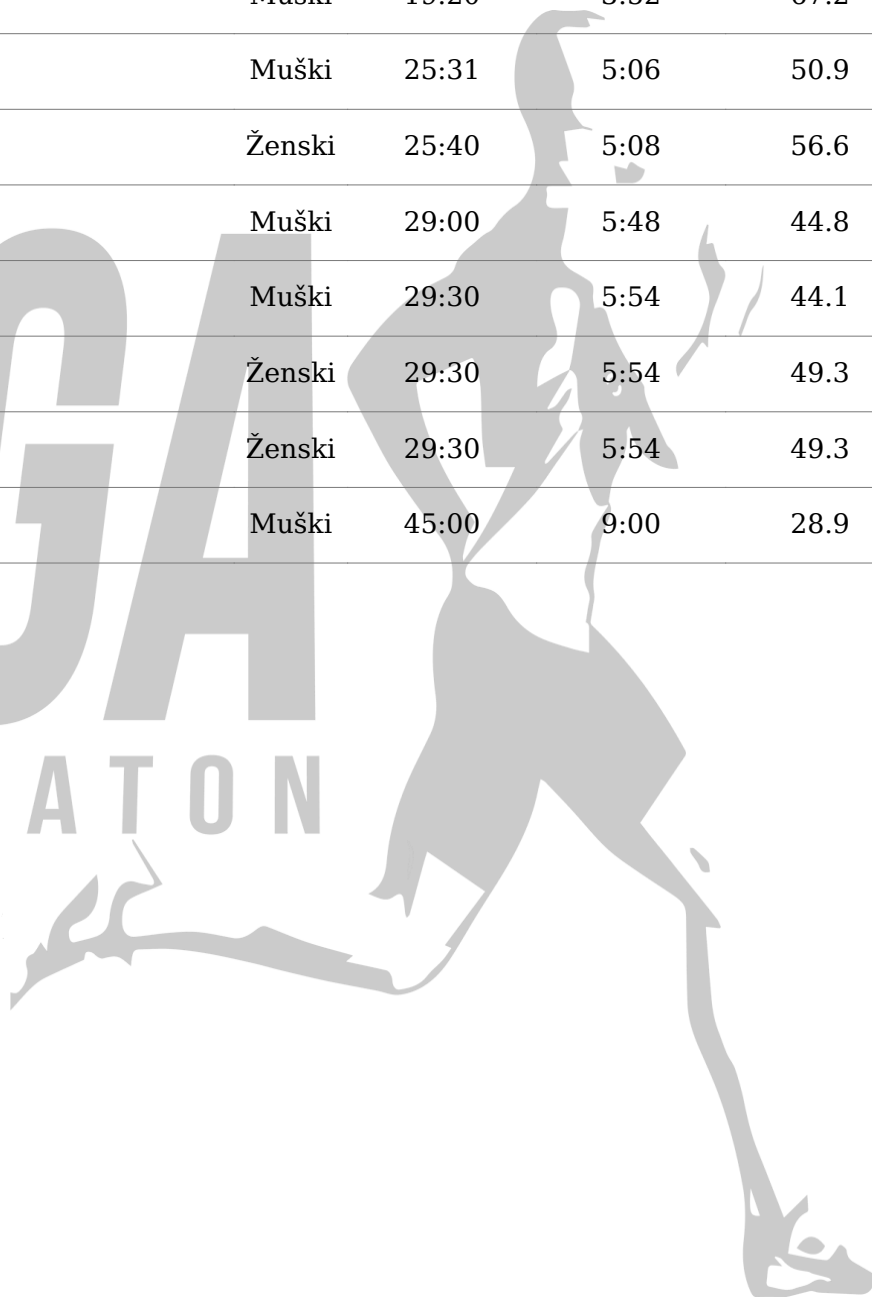 Muški 25:31 5:06 50.9
Ženski 25:40 5:08 56.6
Muški 29:00 5:48 44.8
Muški 29:30 5:54 44.1
Ženski 29:30 5:54 49.3
Ženski 29:30 5:54 49.3
Muški 45:00 9:00 28.9
GA
ATON